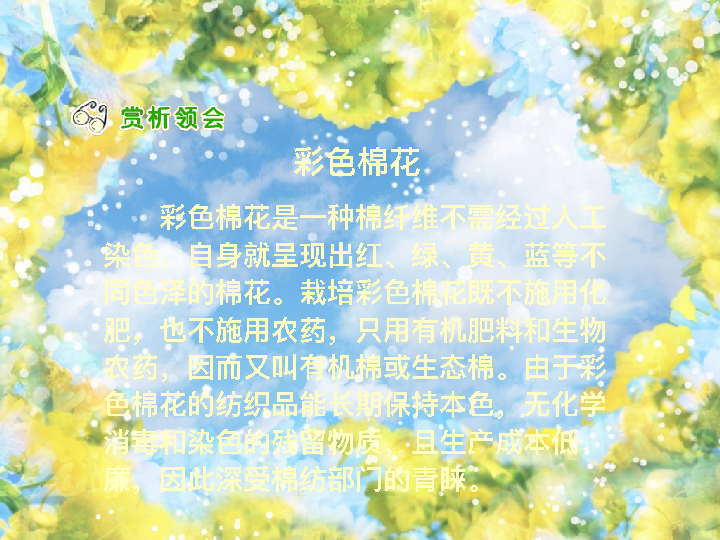 赏析领会
彩色棉花
彩色棉花是一种棉纤维不需经过人工
染色，自身就呈现出红、绿、黄、蓝等不
同色泽的棉花。栽培彩色棉花既不施用化
肥，也不施用农药，只用有机肥料和生物
农药，因而又叫有机棉或生态棉。由于彩
色棉花的纺织品能长期保持本色，无化学
消毒和染色的残留物质，且生产成本低，
廉，因此深受棉纺部门的青睐。